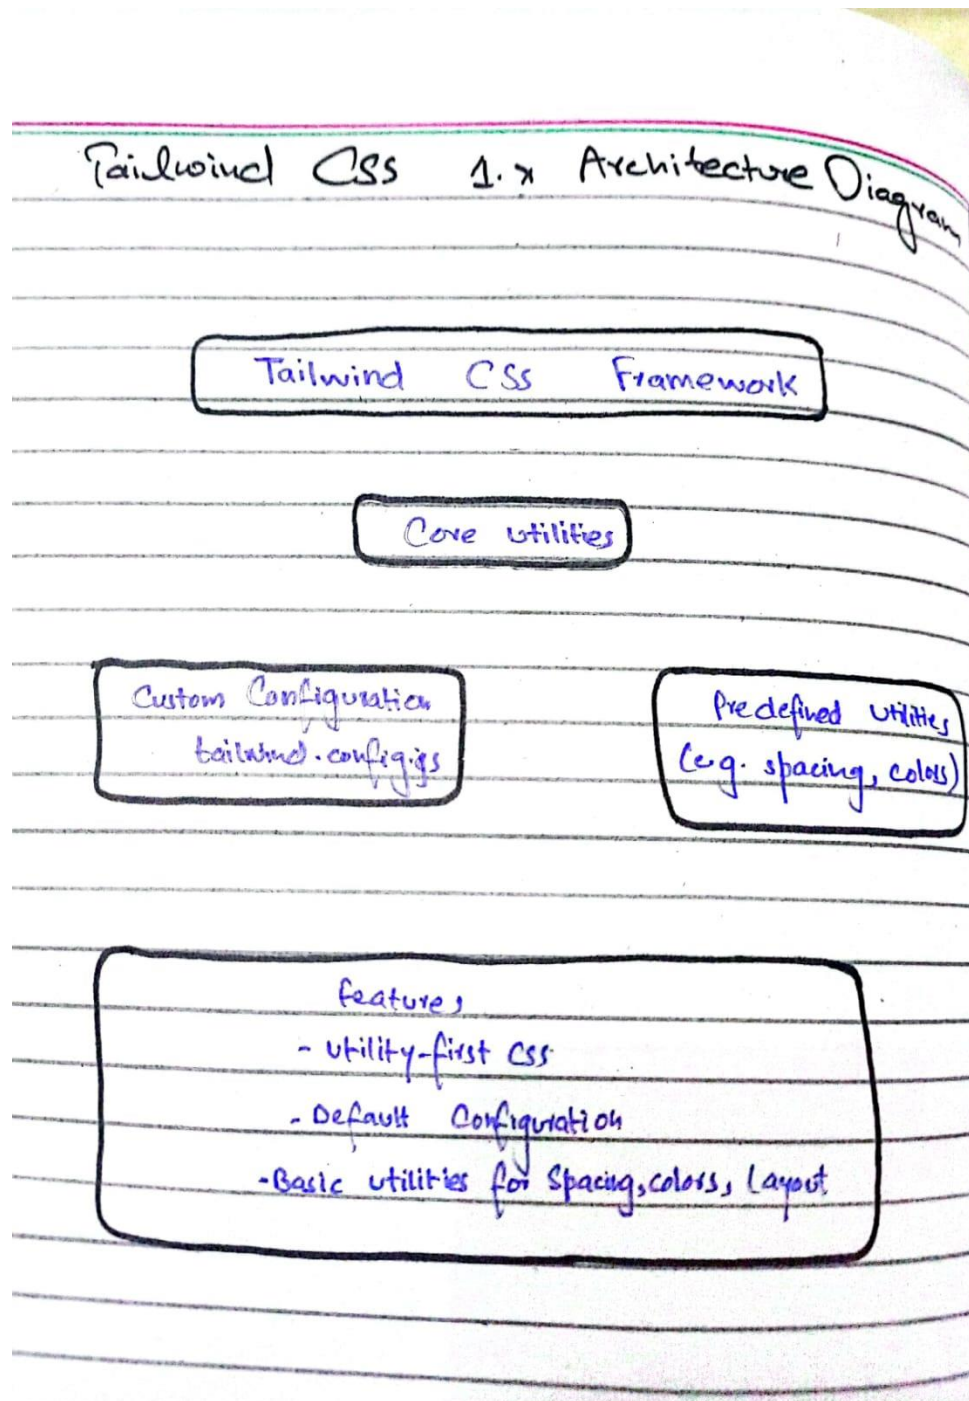 Tailwind CSS 1.x Architecture Diagram
Tailwind CSS Framework
Core utilities
Custom Configuration
tailwind.config.js
Predefined utilities
(e.g. spacing, colors)
features
- utility-first CSS
- Default Configuration
- Basic utilities for Spacing, colors, Layout